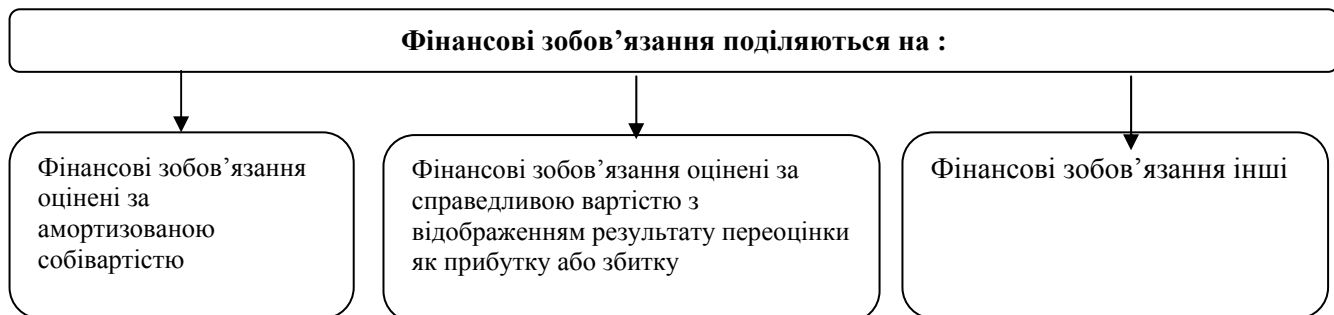 Фінансові зобов’язання поділяються на :
Фінансові зобов’язання
оцінені за
амортизованою
собівартістю
Фінансові зобов’язання оцінені за
справедливою вартістю з
відображенням результату переоцінки
як прибутку або збитку
Фінансові зобов’язання інші